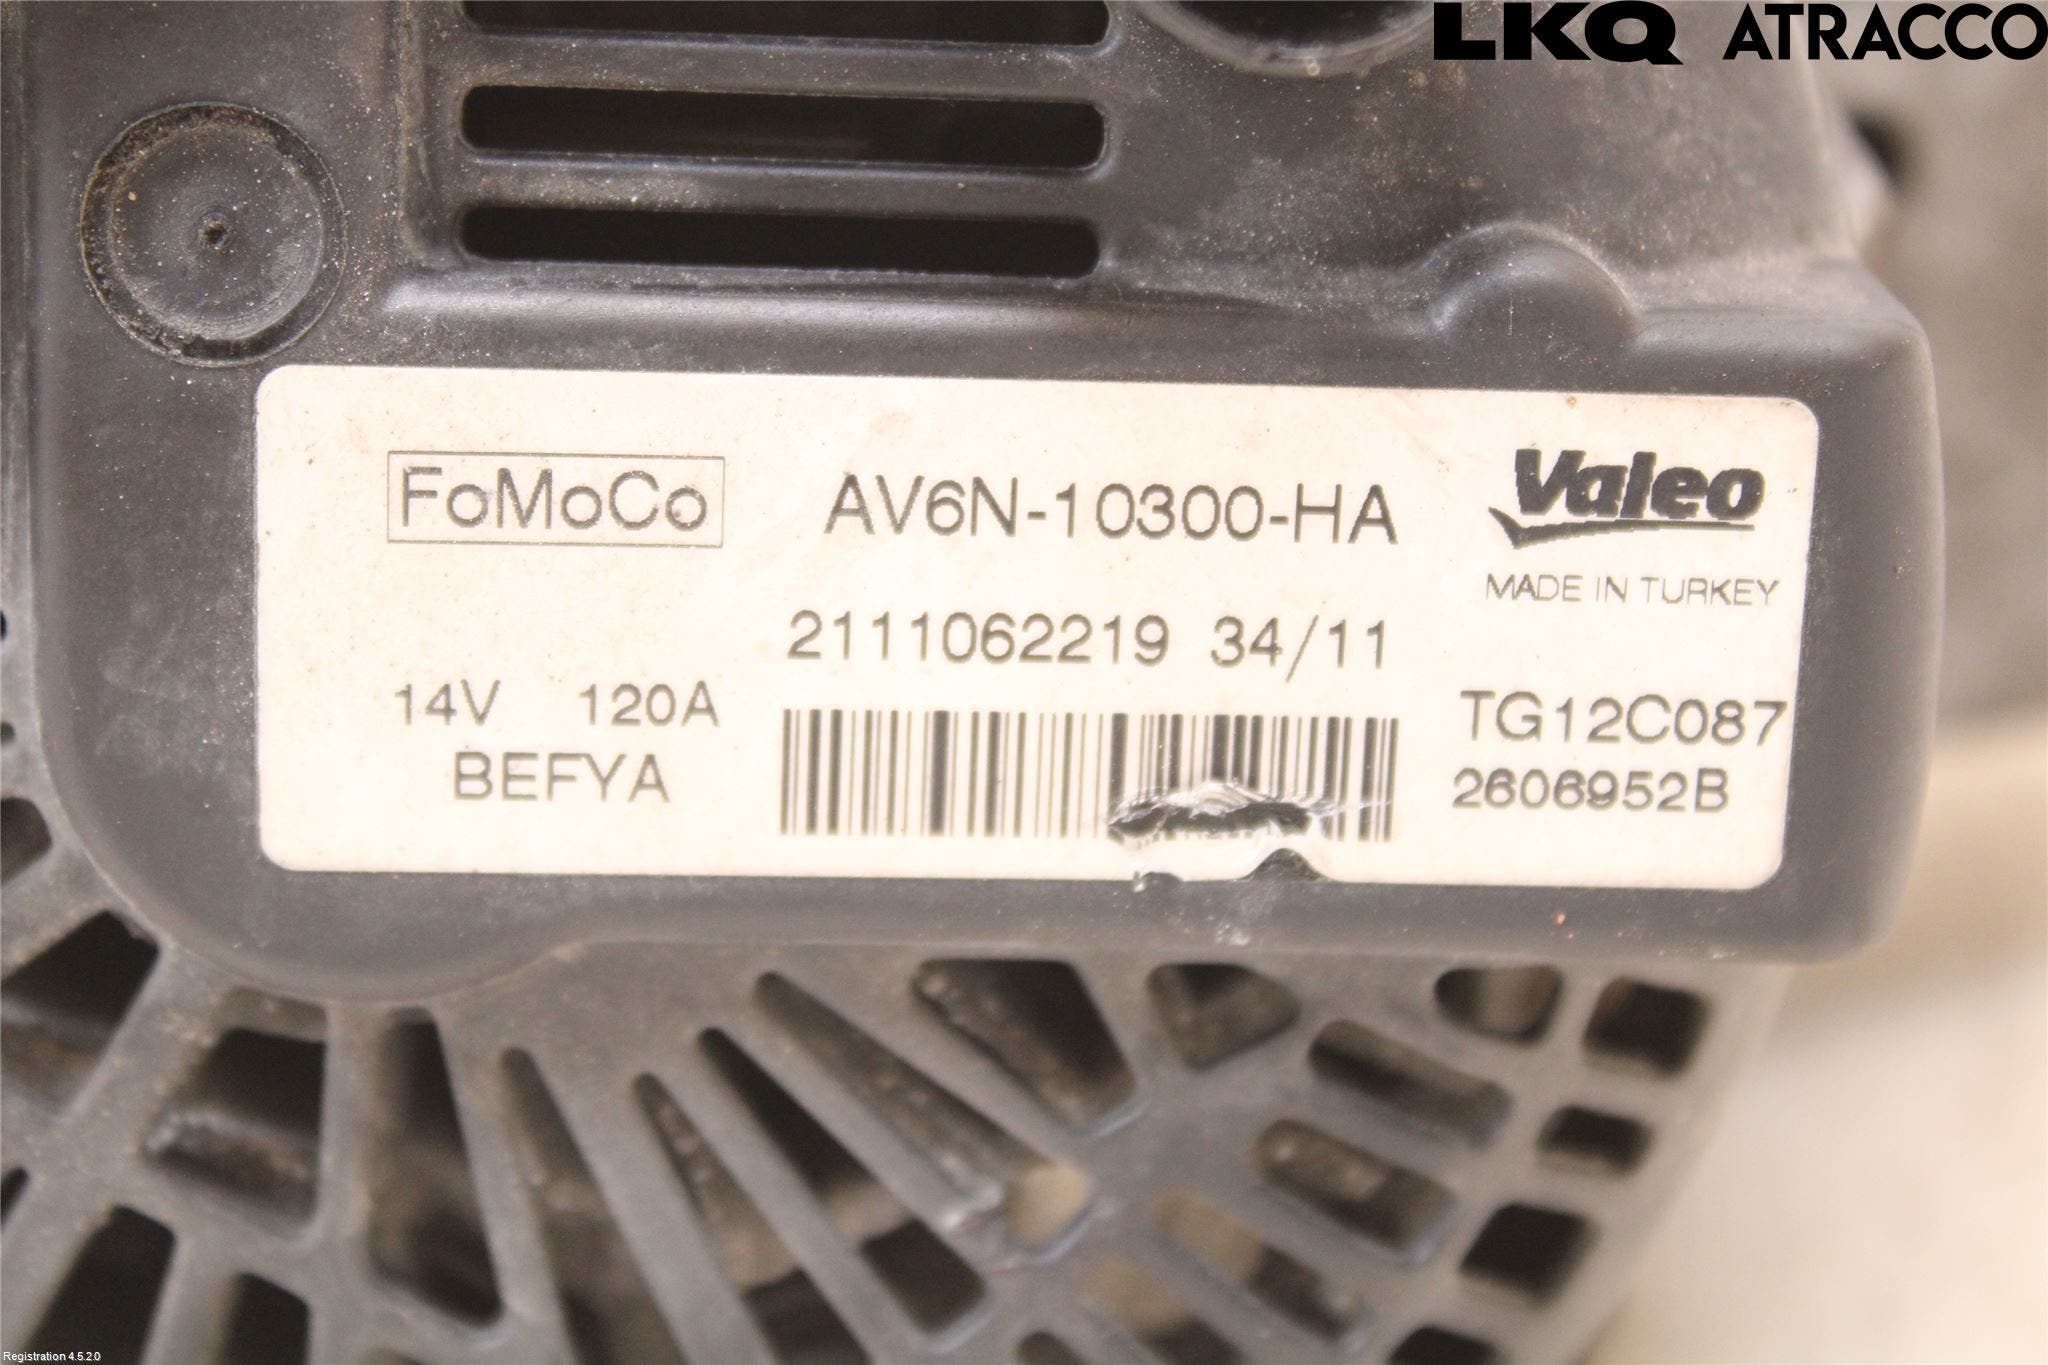 LKQ ATRACCO
FoMoCo
AV6N-10300-HA
Valeo
MADE IN TURKEY
2111062219 34/11
14V 120A
TG12C087
BEFYA
2606952B
Registration 4.5.2.0